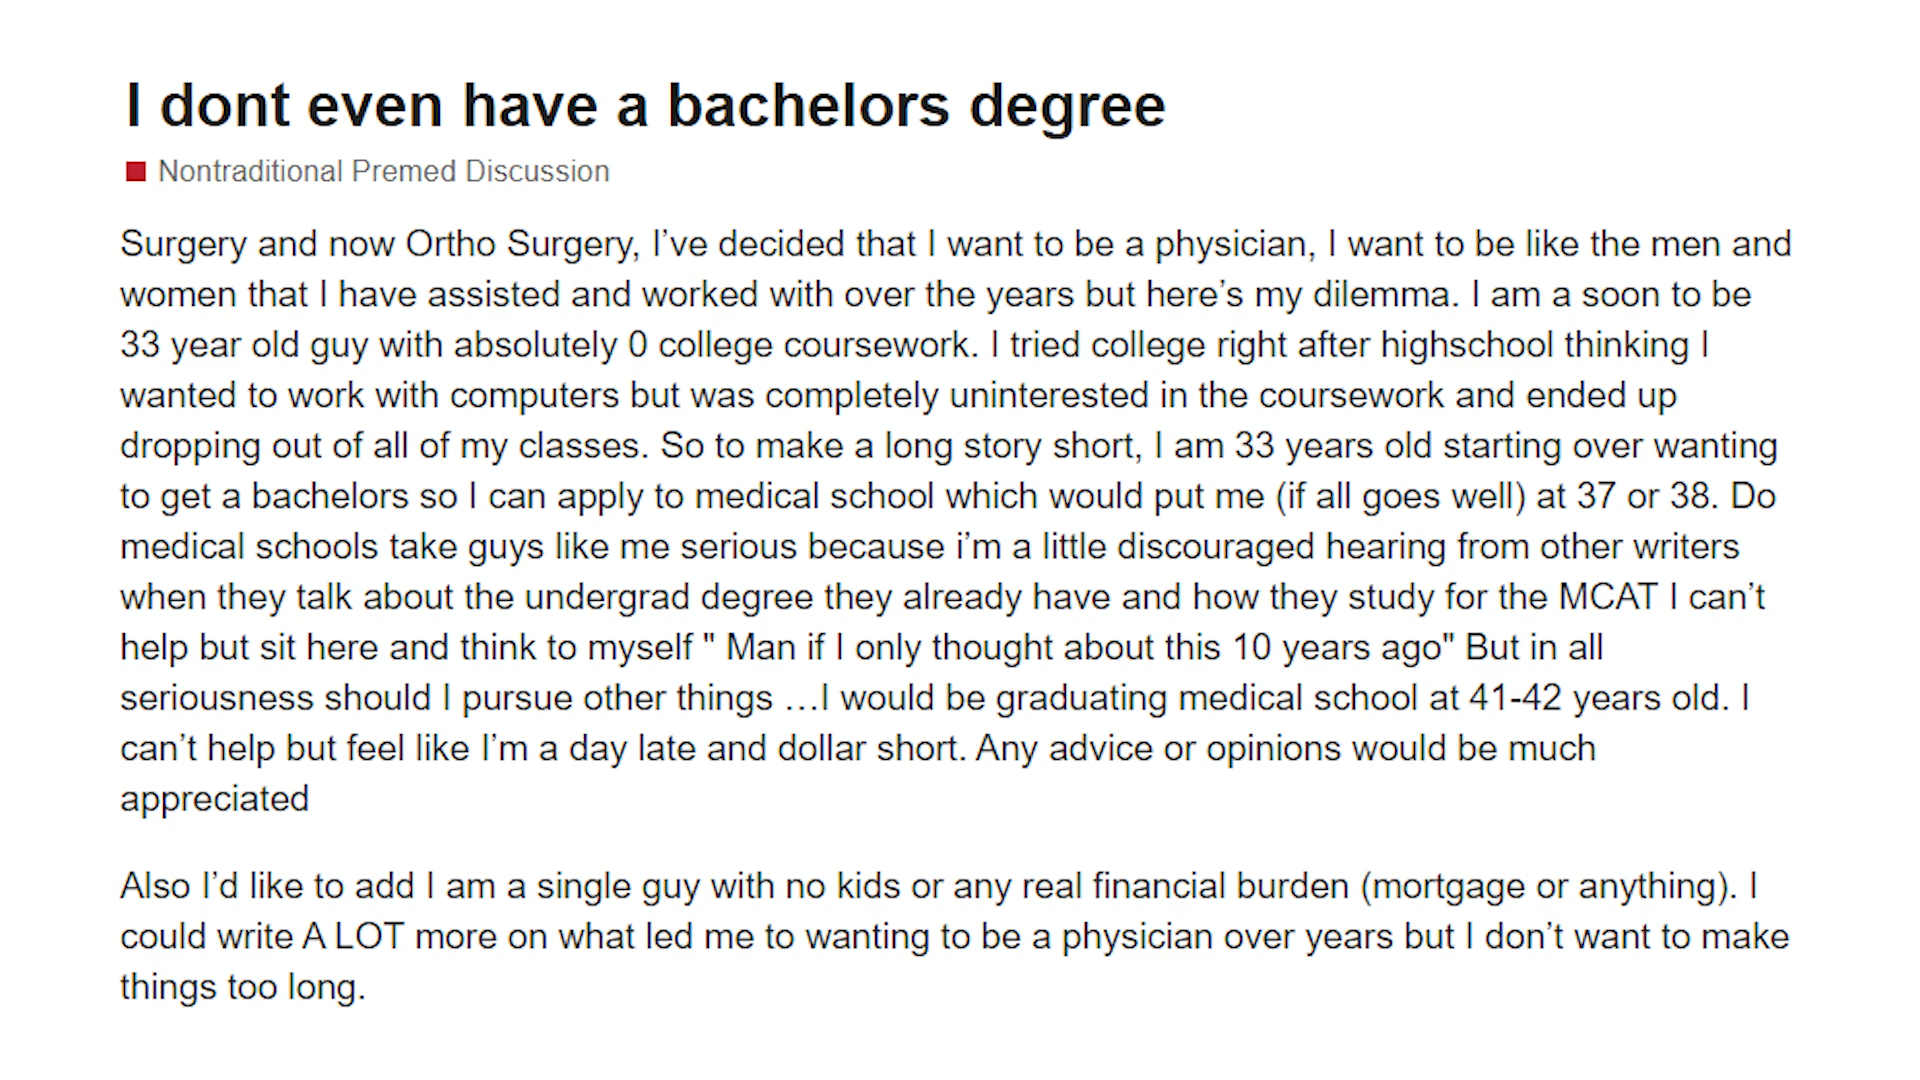 I dont even have a bachelors degree
Nontraditional Premed Discussion
Surgery and now Ortho Surgery, I’ve decided that I want to be a physician, I want to be like the men and
women that I have assisted and worked with over the years but here’s my dilemma. I am a soon to be
33 year old guy with absolutely 0 college coursework. I tried college right after highschool thinking I
wanted to work with computers but was completely uninterested in the coursework and ended up
dropping out of all of my classes. So to make a long story short, I am 33 years old starting over wanting
to get a bachelors so I can apply to medical school which would put me (if all goes well) at 37 or 38. Do
medical schools take guys like me serious because i’m a little discouraged hearing from other writers
when they talk about the undergrad degree they already have and how they study for the MCAT I can’t
help but sit here and think to myself " Man if I only thought about this 10 years ago" But in all
seriousness should I pursue other things …I would be graduating medical school at 41-42 years old. I
can’t help but feel like I’m a day late and dollar short. Any advice or opinions would be much
appreciated
Also I’d like to add I am a single guy with no kids or any real financial burden (mortgage or anything). I
could write A LOT more on what led me to wanting to be a physician over years but I don’t want to make
things too long.